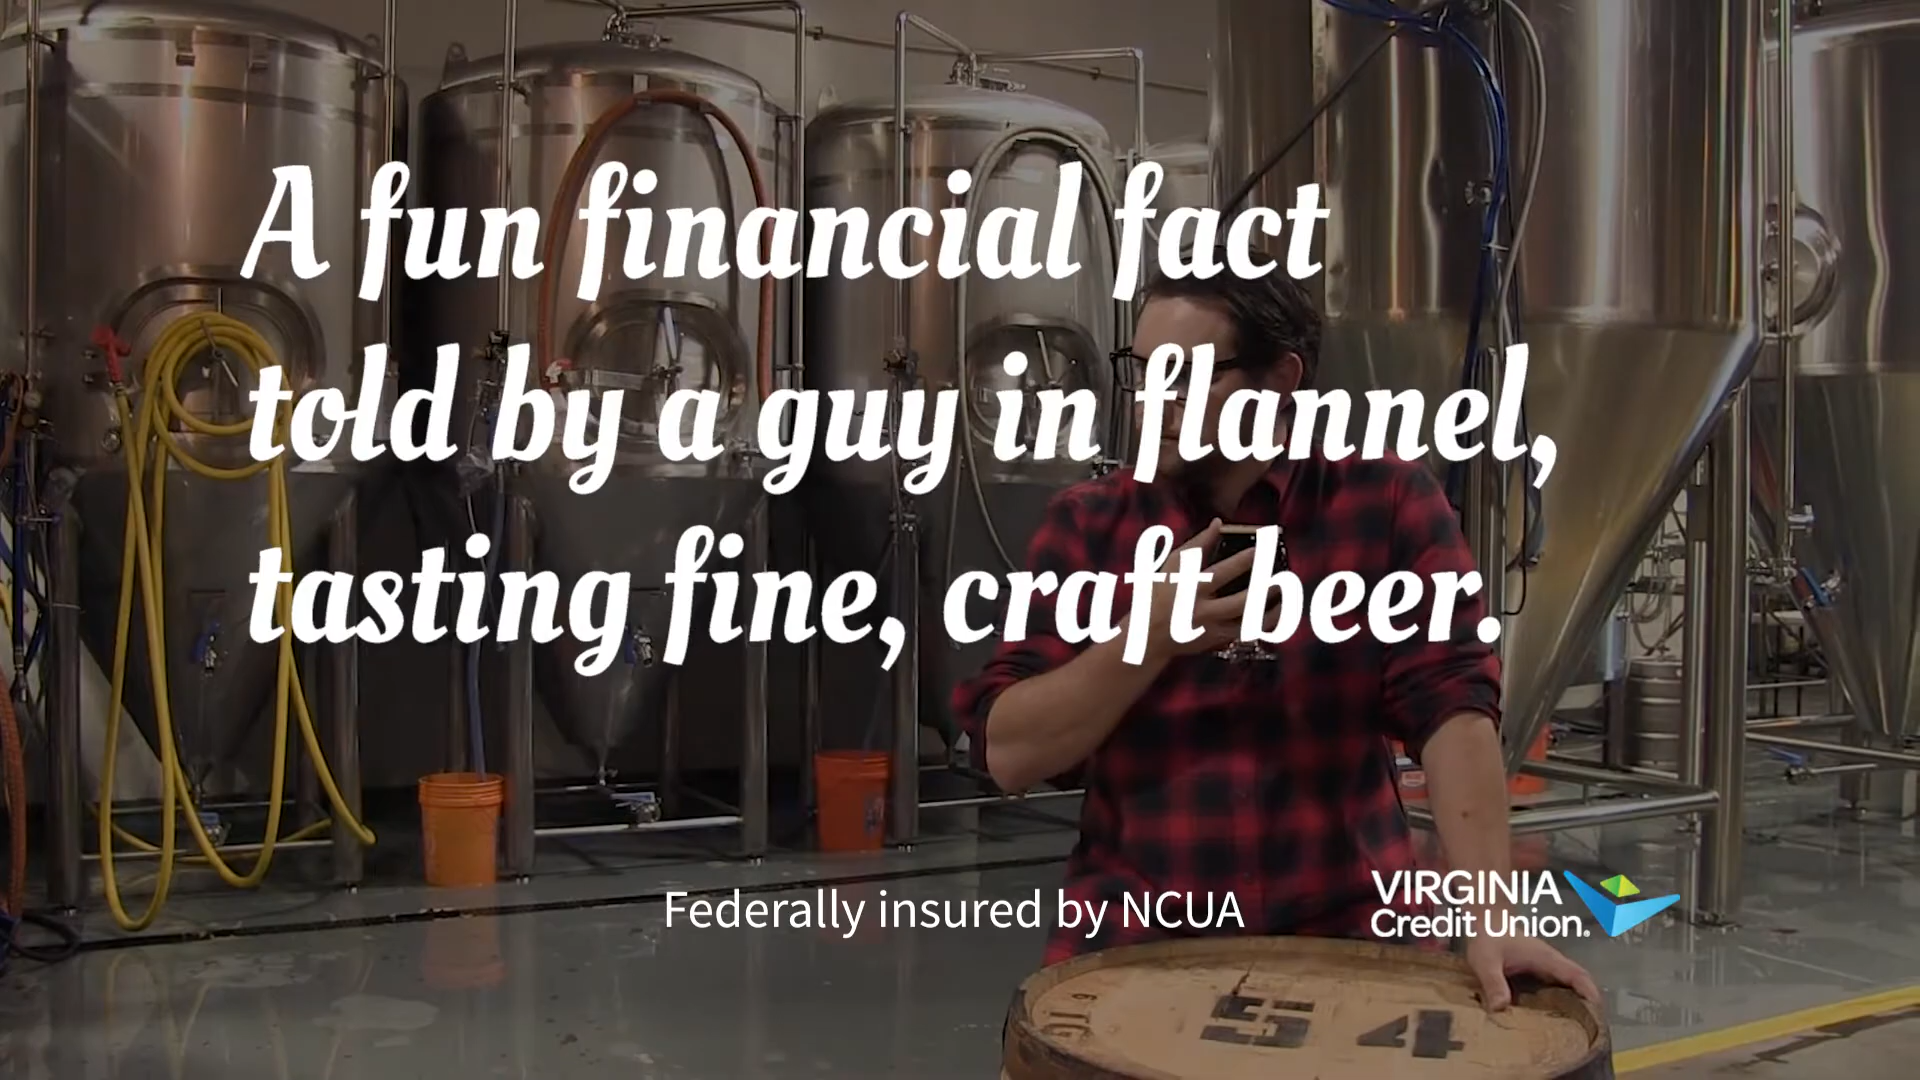 A fun financial fact
told by a guy in flannel,
tasting fine, craft beer.
Federally insured by NCUA
VIRGINIA
Credit Union.®
54